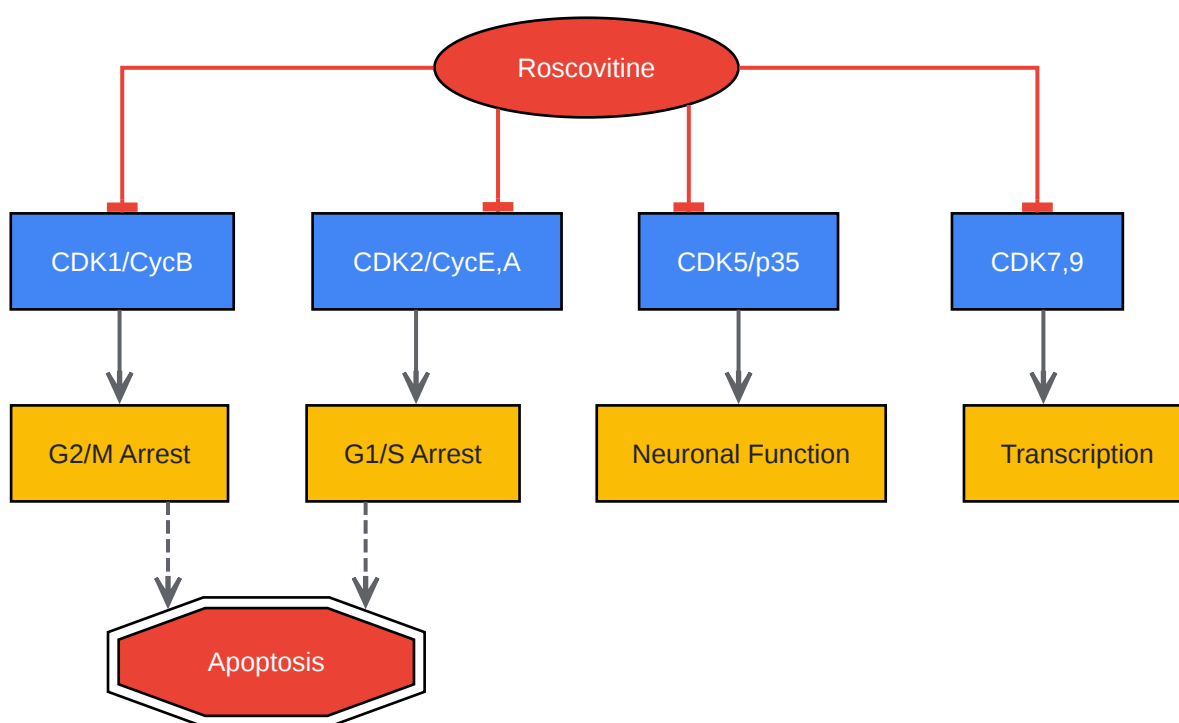 Roscovitine
CDK1/CycB
CDK2/CycE,A
CDK5/p35
CDK7,9
G2/M Arrest
G1/S Arrest
Neuronal Function
Transcription
Apoptosis